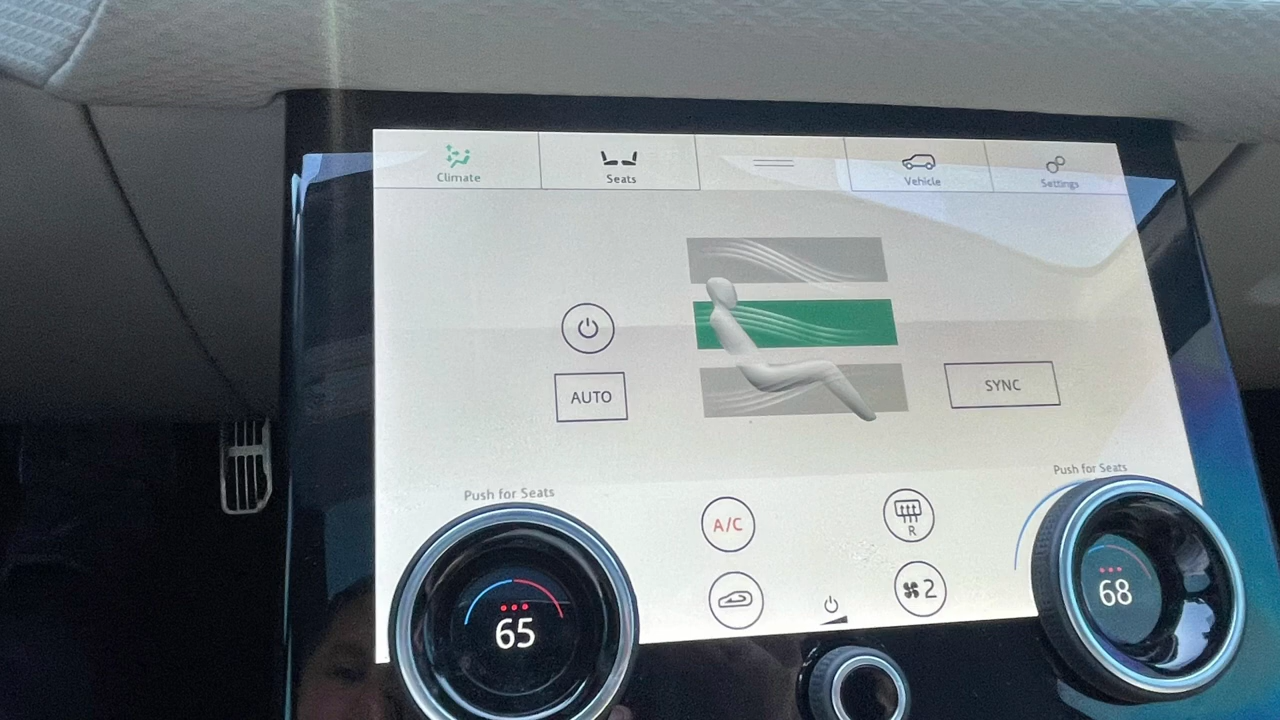 Climate
Seats
Vehicle
Settings
AUTO
SYNC
Push for Seats
Push for Seats
A/C
R
2
65
68